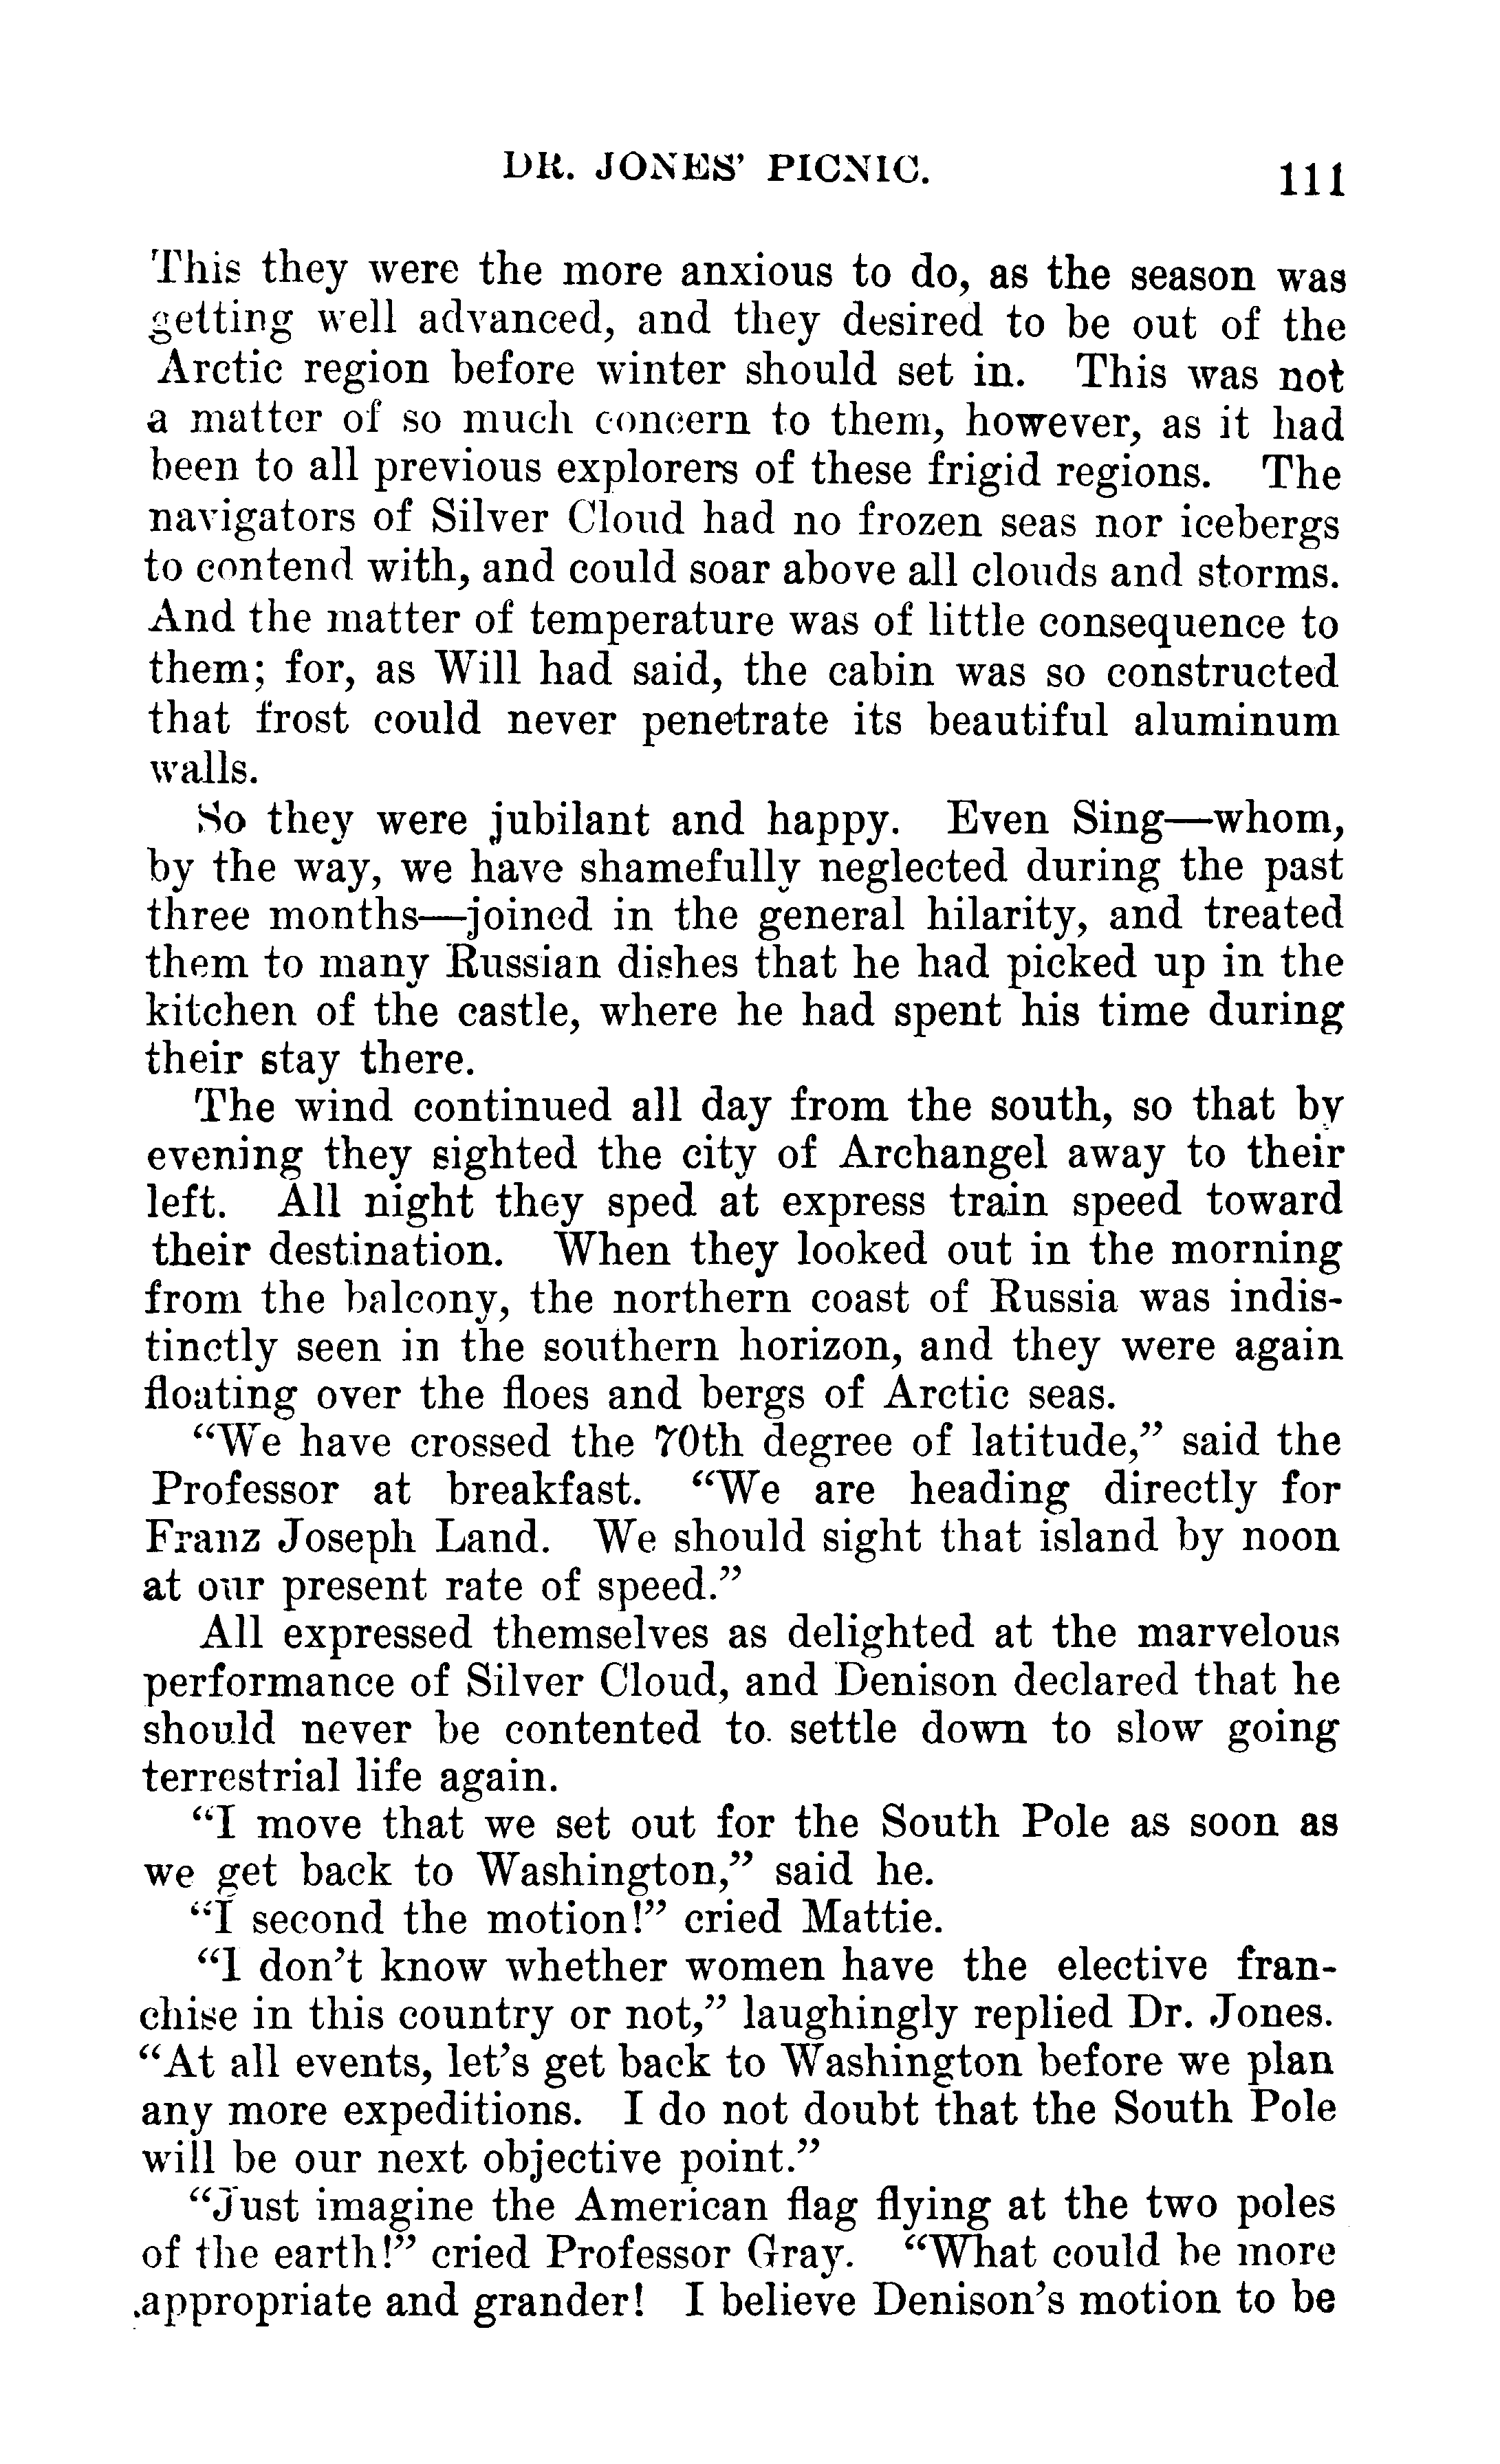 DR. JONES' PICNIC. 111
This they were the more anxious to do, as the season was
getting well advanced, and they desired to be out of the
Arctic region before winter should set in. This was not
a matter of so much concern to them, however, as it had
been to all previous explorers of these frigid regions. The
navigators of Silver Cloud had no frozen seas nor icebergs
to contend with, and could soar above all clouds and storms.
And the matter of temperature was of little consequence to
them; for, as Will had said, the cabin was so constructed
that frost could never penetrate its beautiful aluminum
walls.
So they were jubilant and happy. Even Sing—whom,
by the way, we have shamefully neglected during the past
three months—joined in the general hilarity, and treated
them to many Russian dishes that he had picked up in the
kitchen of the castle, where he had spent his time during
their stay there.
The wind continued all day from the south, so that by
evening they sighted the city of Archangel away to their
left. All night they sped at express train speed toward
their destination. When they looked out in the morning
from the balcony, the northern coast of Russia was indis-
tinctly seen in the southern horizon, and they were again
floating over the floes and bergs of Arctic seas.
“We have crossed the 70th degree of latitude,” said the
Professor at breakfast. “We are heading directly for
Franz Joseph Land. We should sight that island by noon
at our present rate of speed.”
All expressed themselves as delighted at the marvelous
performance of Silver Cloud, and Denison declared that he
should never be contented to settle down to slow going
terrestrial life again.
“I move that we set out for the South Pole as soon as
we get back to Washington,” said he.
“I second the motion!” cried Mattie.
“I don’t know whether women have the elective fran-
chise in this country or not,” laughingly replied Dr. Jones.
“At all events, let’s get back to Washington before we plan
any more expeditions. I do not doubt that the South Pole
will be our next objective point.”
“Just imagine the American flag flying at the two poles
of the earth!” cried Professor Gray. “What could be more
appropriate and grander! I believe Denison’s motion to be